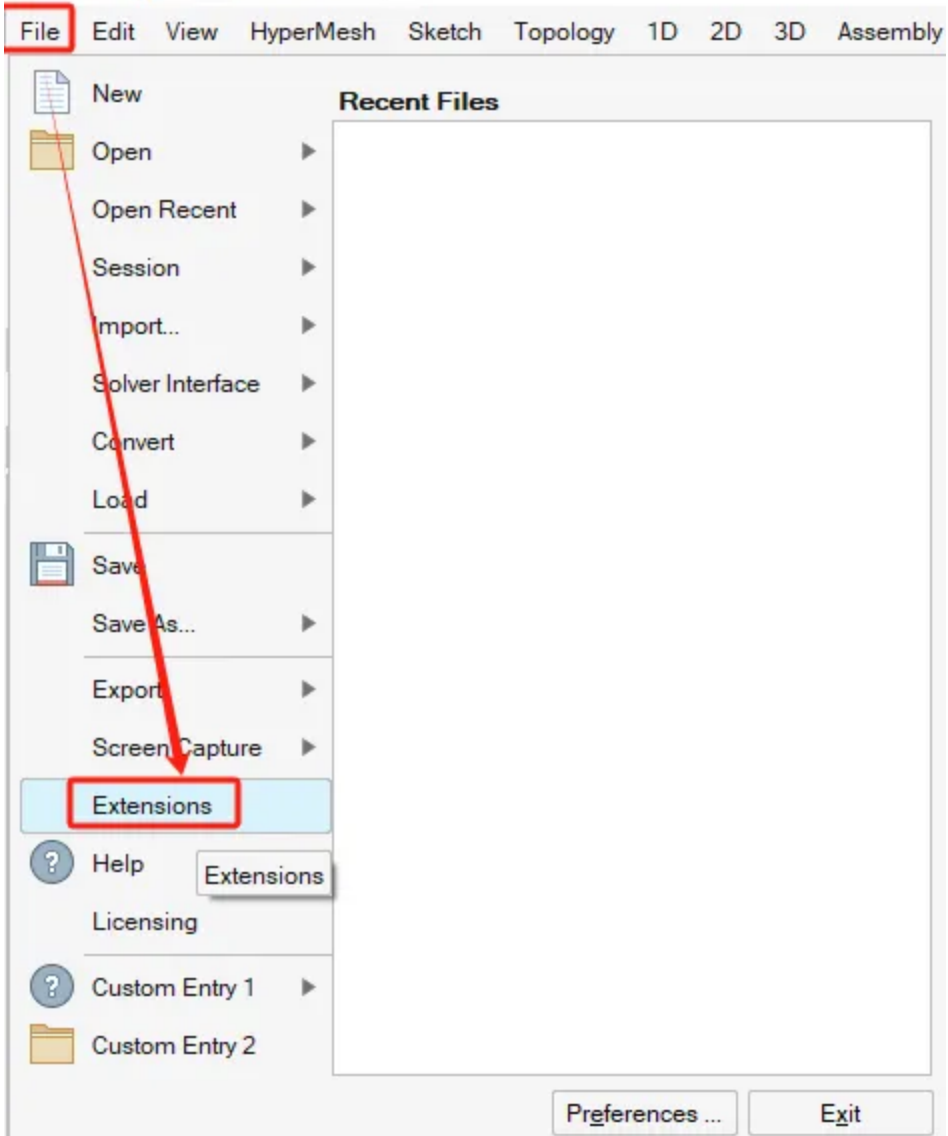 File Edit View HyperMesh Sketch Topology 1D 2D 3D Assembly
New
Recent Files
Open
Open Recent
Session
Import...
Solver Interface
Convert
Load
Save
Save As...
Export
Screen Capture
Extensions
Help
Extensions
Licensing
Custom Entry 1
Custom Entry 2
Preferences ... Exit